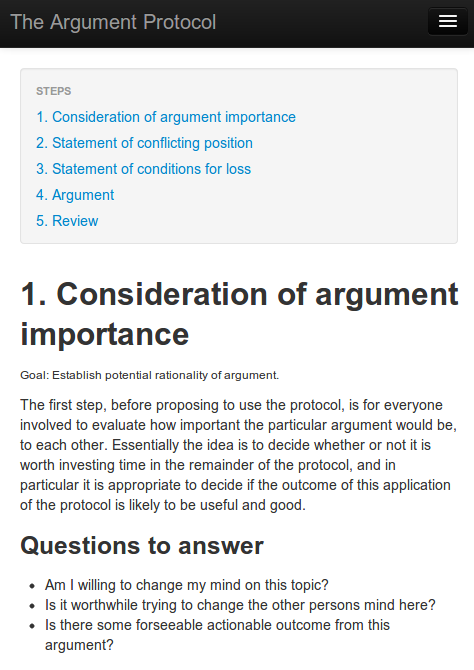 The Argument Protocol
STEPS
1. Consideration of argument importance
2. Statement of conflicting position
3. Statement of conditions for loss
4. Argument
5. Review
1. Consideration of argument
importance
Goal: Establish potential rationality of argument.
The first step, before proposing to use the protocol, is for everyone
involved to evaluate how important the particular argument would be,
to each other. Essentially the idea is to decide whether or not it is
worth investing time in the remainder of the protocol, and in
particular it is appropriate to decide if the outcome of this application
of the protocol is likely to be useful and good.
Questions to answer
• Am I willing to change my mind on this topic?
• Is it worthwhile trying to change the other persons mind here?
• Is there some forseeable actionable outcome from this
argument?